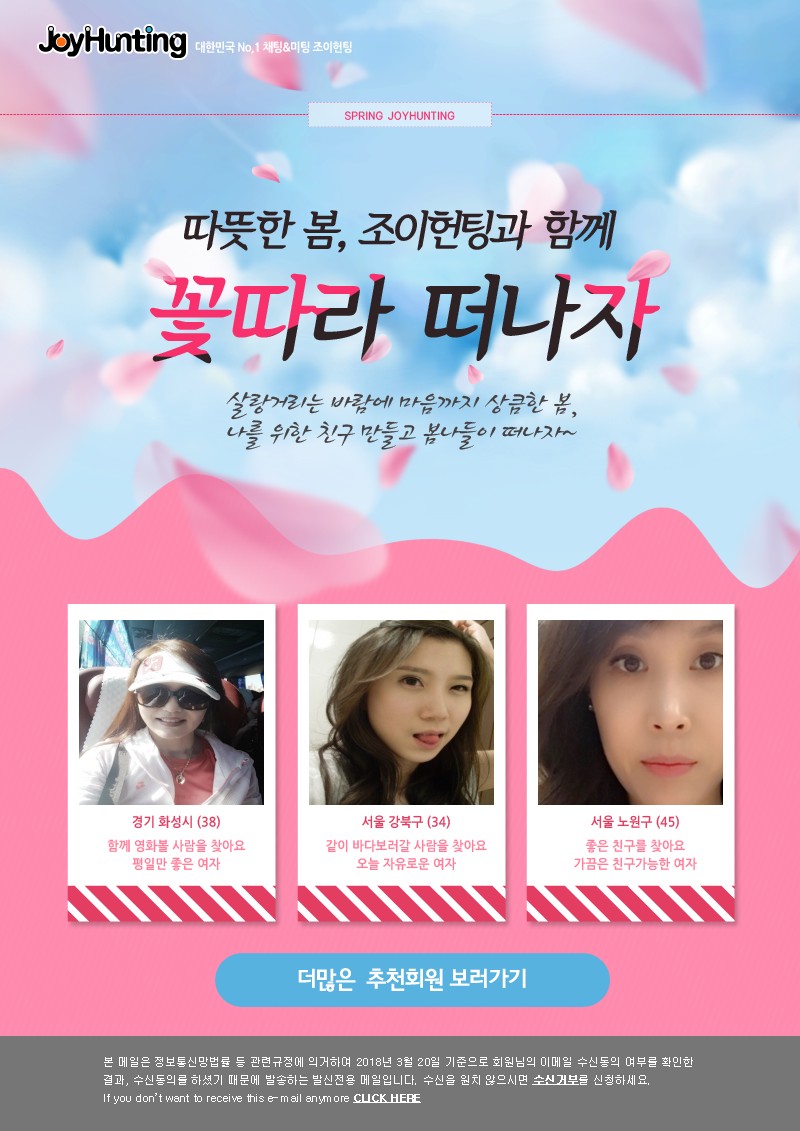 JoyHunting 대한민국 No,1 채팅&미팅 조이헌팅
SPRING JOYHUNTING
따뜻한 봄, 조이헌팅과 함께
꽃따라 떠나자
살랑거리는 바람에 마음까지 상큼한 봄,
나를 위한 친구 만들고 봄나들이 떠나자~
경기 화성시 (38)
함께 영화볼 사람을 찾아요
평일만 좋은 여자
서울 강북구 (34)
같이 바다보러갈 사람을 찾아요
오늘 자유로운 여자
서울 노원구 (45)
좋은 친구를 찾아요
가끔은 친구가능한 여자
더많은 추천회원 보러가기
본 메일은 정보통신망법률 등 관련규정에 의거하여 2018년 3월 20일 기준으로 회원님의 이메일 수신동의 여부를 확인한
결과, 수신동의를 하셨기 때문에 발송하는 발신전용 메일입니다. 수신을 원치 않으시면 수신거부를 신청하세요.
If you don't want to receive this e-mail anymore CLICK HERE